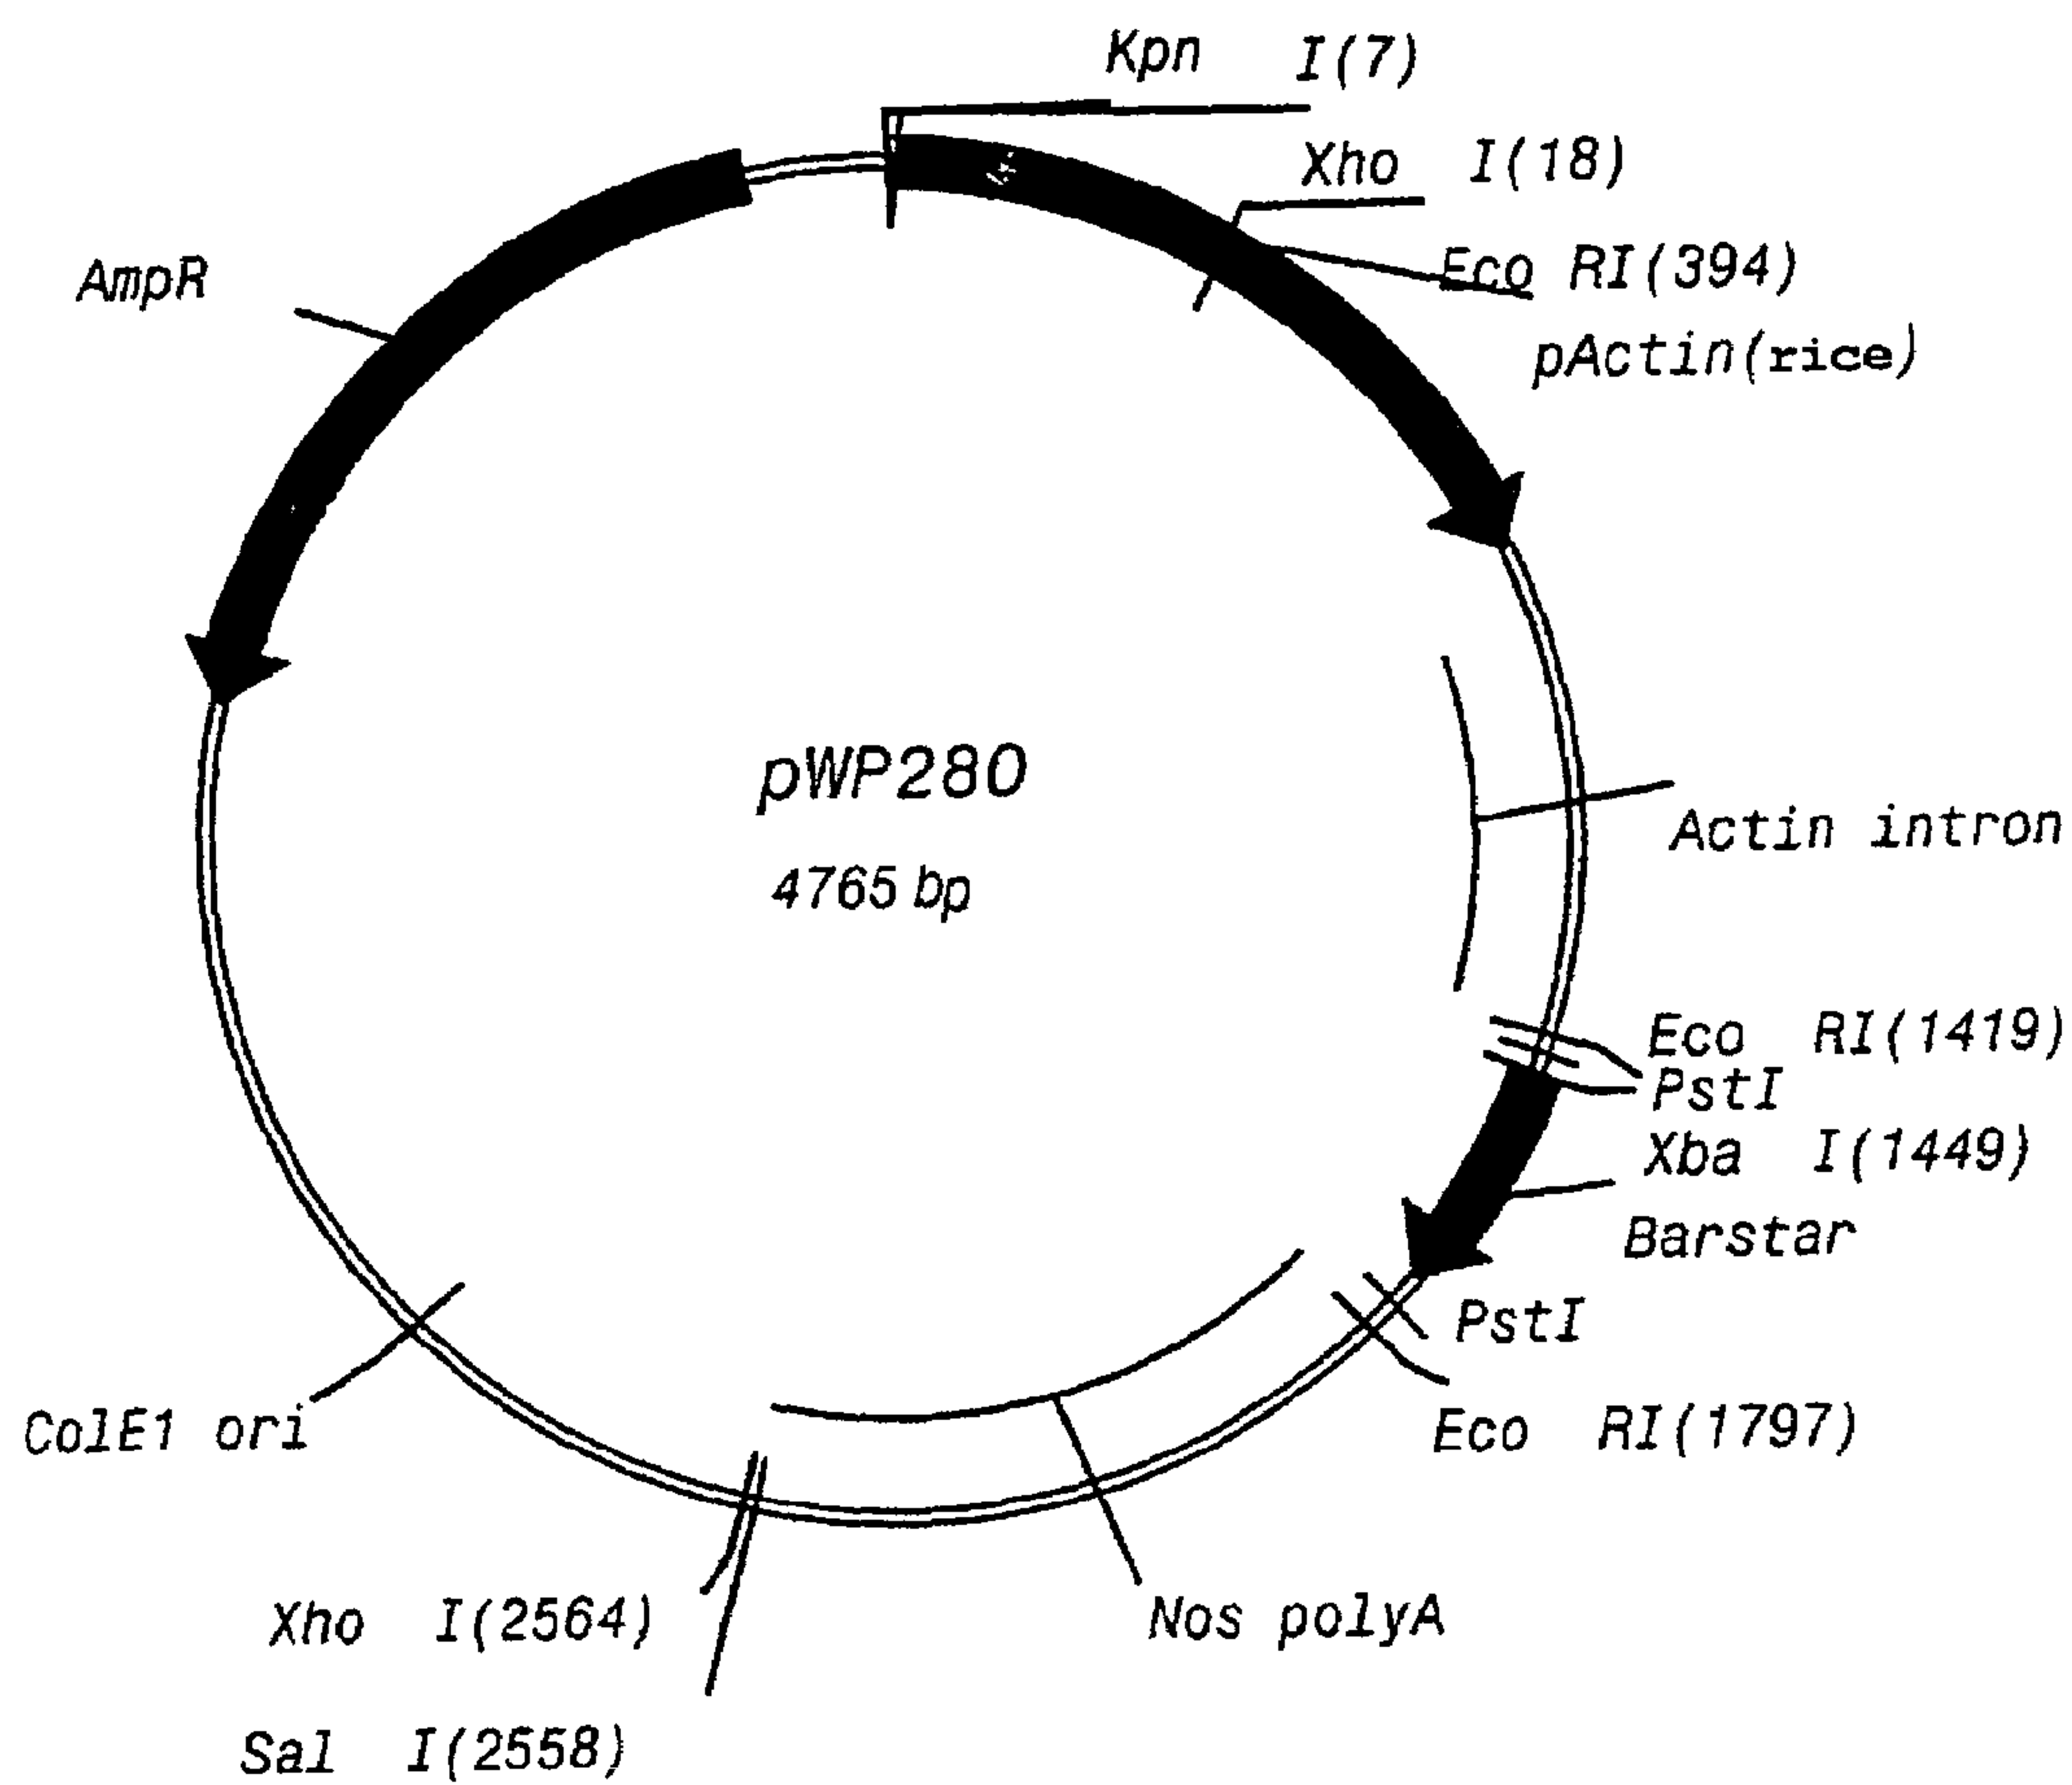 Kpn I(7)
Xho I(18)
Eco RI(394)
pActin(rice)
AmpR
pWP280
4765 bp
Actin intron
Eco RI(1419)
PstI
Xba I(1449)
Barstar
PstI
Eco RI(1797)
ColE1 ori
Nos polyA
Xho I(2564)
Sal I(2558)